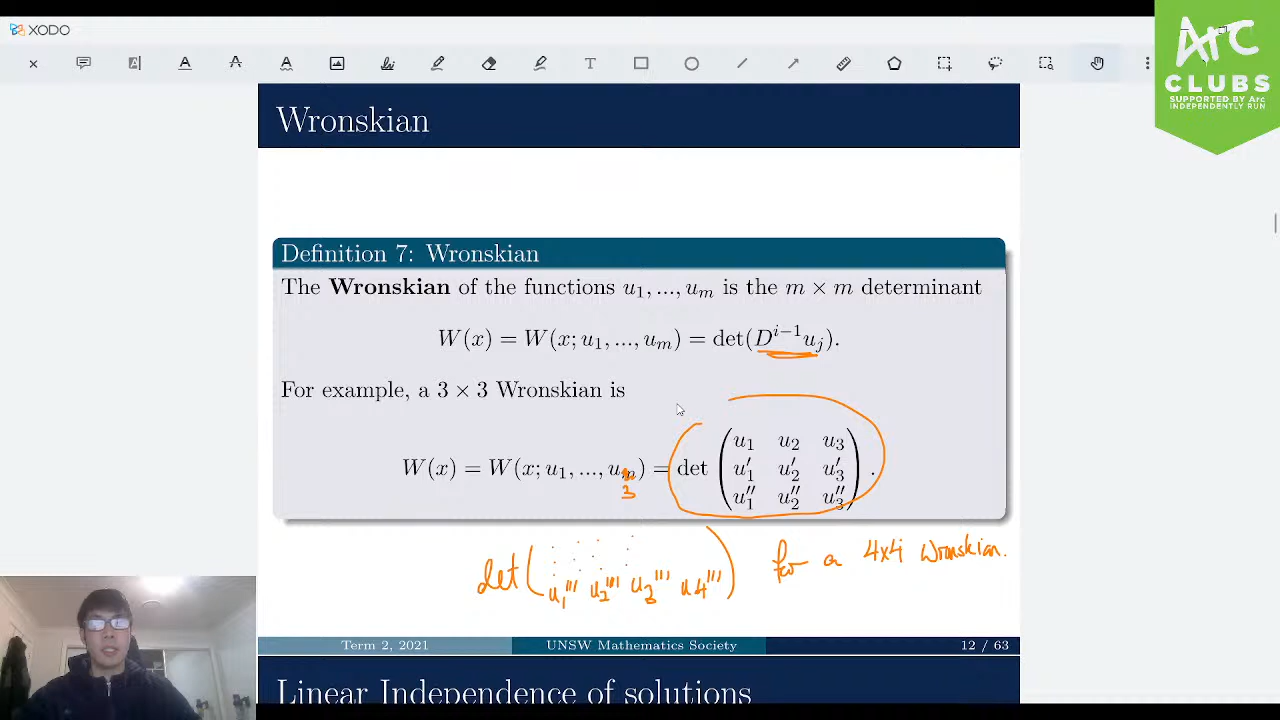 XODO
ARC
CLUBS
SUPPORTED BY Arc
INDEPENDENTLY RUN
Wronskian
Definition 7: Wronskian
The Wronskian of the functions u₁, ..., uₘ is the m × m determinant
W(x) = W(x; u₁, ..., uₘ) = det(Dⁱ⁻¹uⱼ).
For example, a 3 × 3 Wronskian is
W(x) = W(x; u₁, ..., uₘ) = det
u₁ u₂ u₃
u₁′ u₂′ u₃′
u₁″ u₂″ u₃″ .
3
det( u₁‴ u₂‴ u₃‴ u4‴ ) for a 4x4 Wronskian.
Term 2, 2021 UNSW Mathematics Society 12 / 63
Linear Independence of solutions